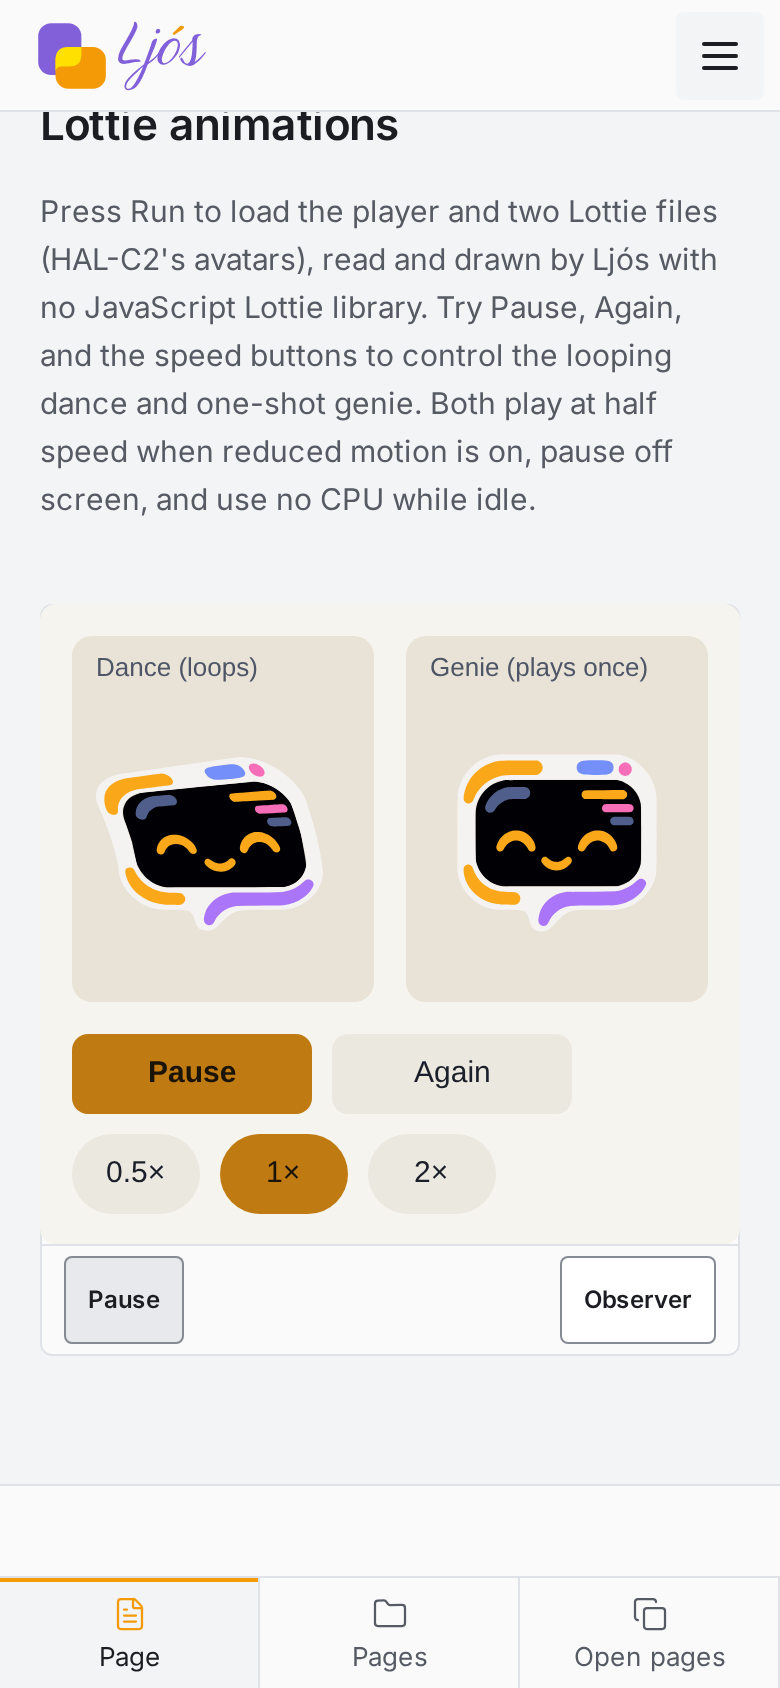 Ljós
Lottie animations
Press Run to load the player and two Lottie files
(HAL-C2's avatars), read and drawn by Ljós with
no JavaScript Lottie library. Try Pause, Again,
and the speed buttons to control the looping
dance and one-shot genie. Both play at half
speed when reduced motion is on, pause off
screen, and use no CPU while idle.
Dance (loops)
Genie (plays once)
Pause
Again
0.5×
1×
2×
Pause
Observer
Page
Pages
Open pages